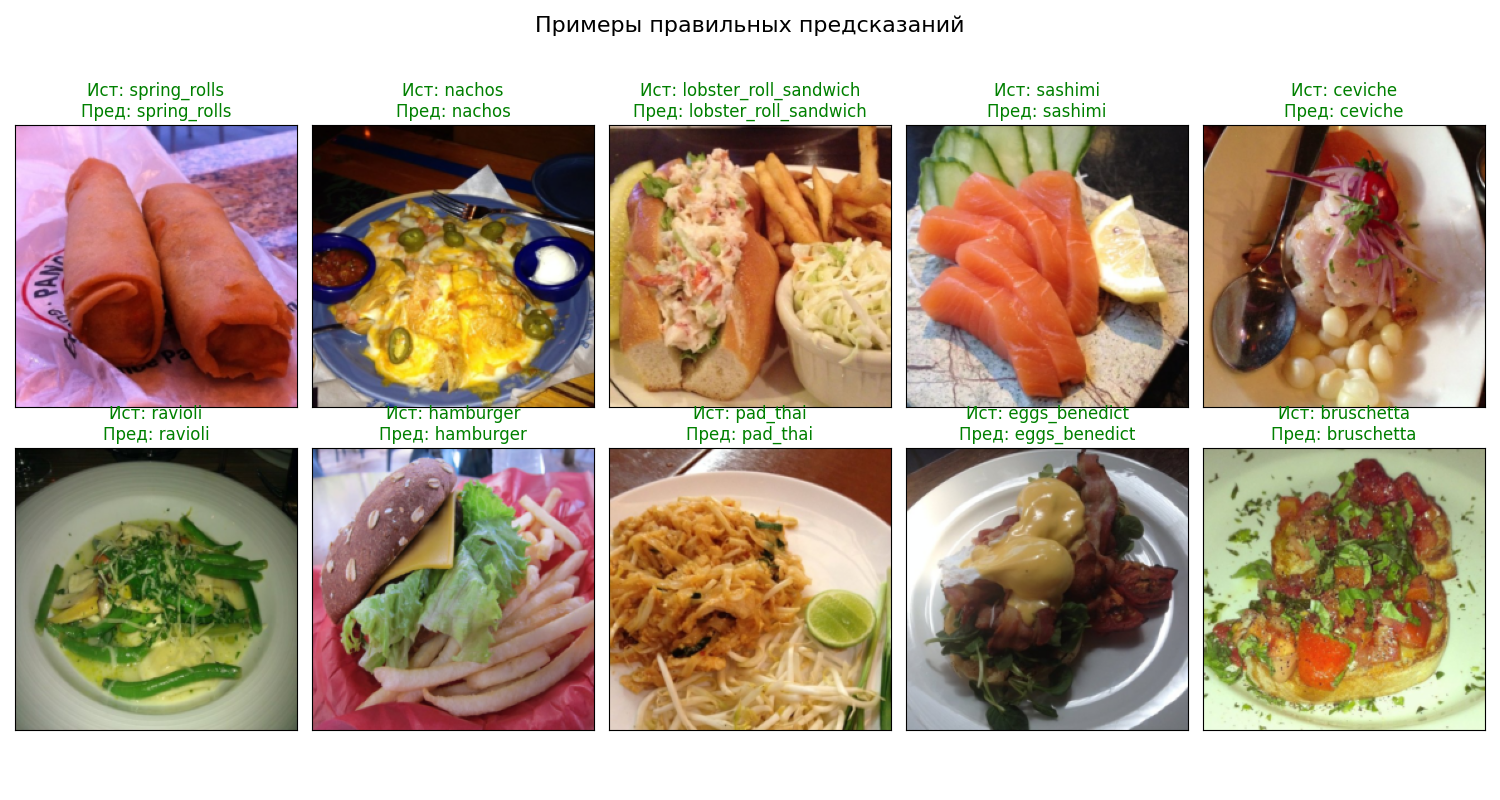 Примеры правильных предсказаний
Ист: spring_rolls
Пред: spring_rolls
Ист: nachos
Пред: nachos
Ист: lobster_roll_sandwich
Пред: lobster_roll_sandwich
Ист: sashimi
Пред: sashimi
Ист: ceviche
Пред: ceviche
Ист: ravioli
Пред: ravioli
Ист: hamburger
Пред: hamburger
Ист: pad_thai
Пред: pad_thai
Ист: eggs_benedict
Пред: eggs_benedict
Ист: bruschetta
Пред: bruschetta